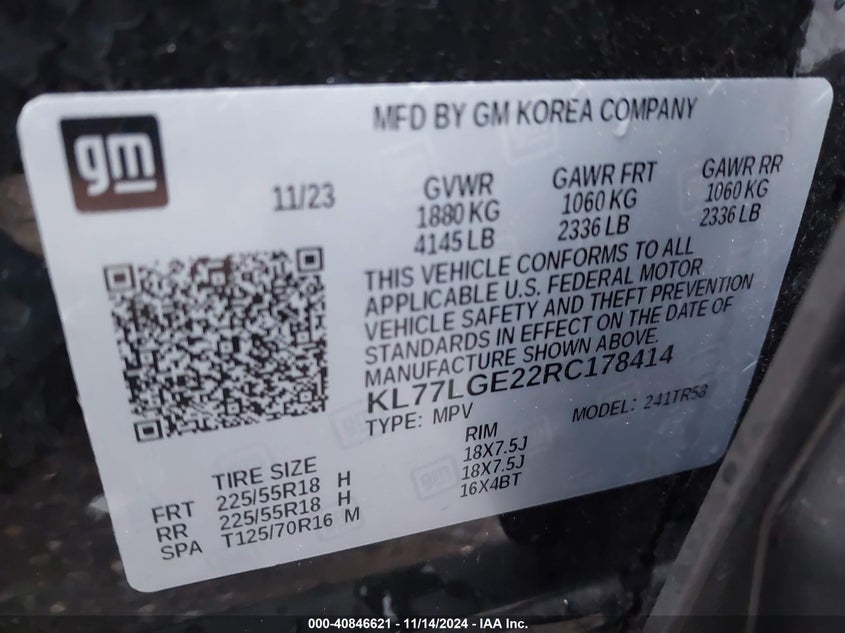 gm
MFD BY GM KOREA COMPANY
11/23
GVWR
1880 KG
4145 LB
GAWR FRT
1060 KG
2336 LB
GAWR RR
1060 KG
2336 LB
THIS VEHICLE CONFORMS TO ALL
APPLICABLE U.S. FEDERAL MOTOR
VEHICLE SAFETY AND THEFT PREVENTION
STANDARDS IN EFFECT ON THE DATE OF
MANUFACTURE SHOWN ABOVE.
KL77LGE22RC178414
TYPE: MPV MODEL: 241TR58
TIRE SIZE RIM
FRT 225/55R18 H 18X7.5J
RR 225/55R18 H 18X7.5J
SPA T125/70R16 M 16X4BT
000-40846621 - 11/14/2024 - IAA Inc.